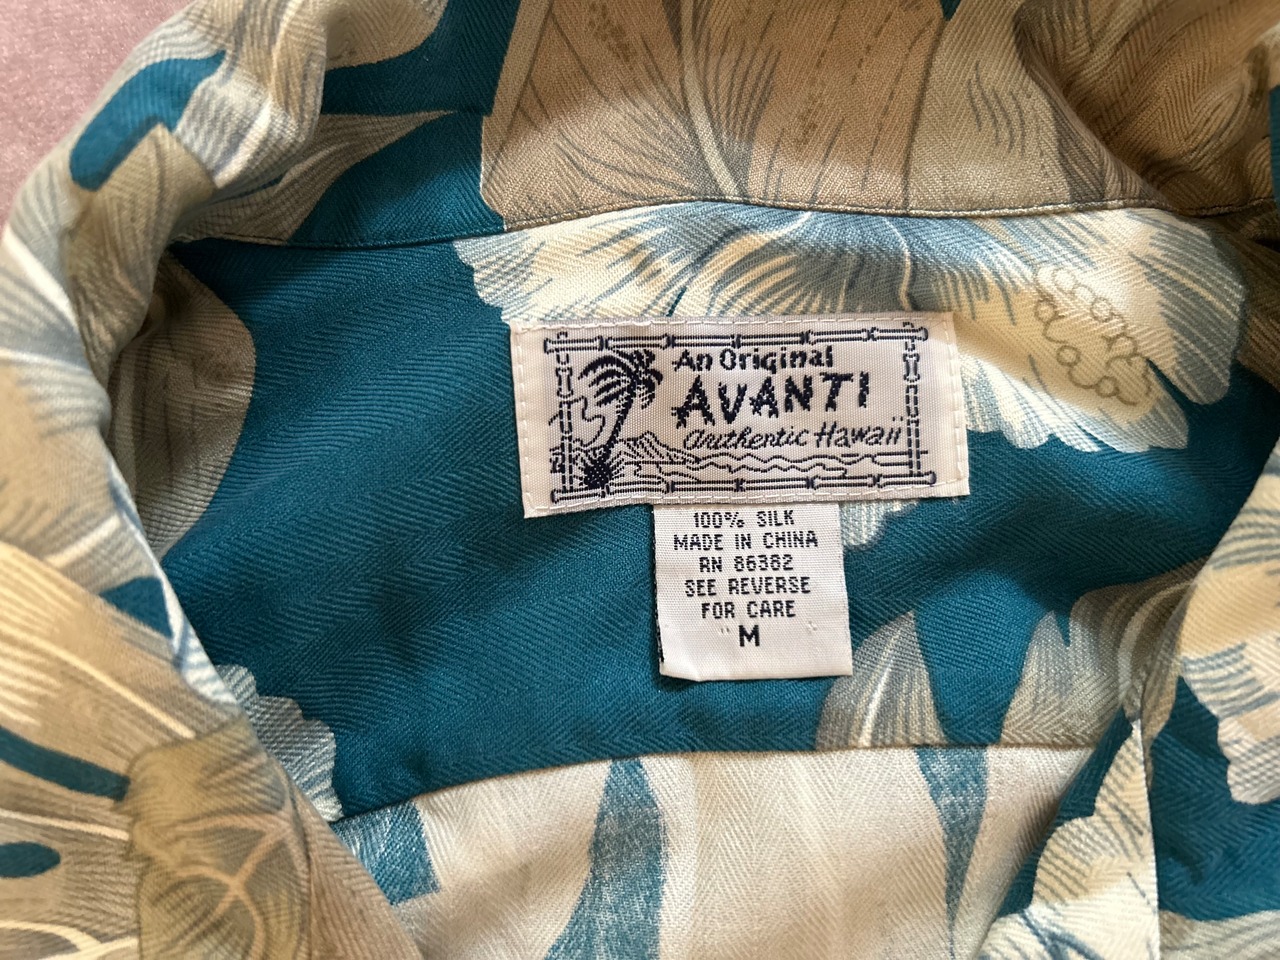 An Original
AVANTI
Authentic Hawaii
100% SILK
MADE IN CHINA
RN 86382
SEE REVERSE
FOR CARE
"M"